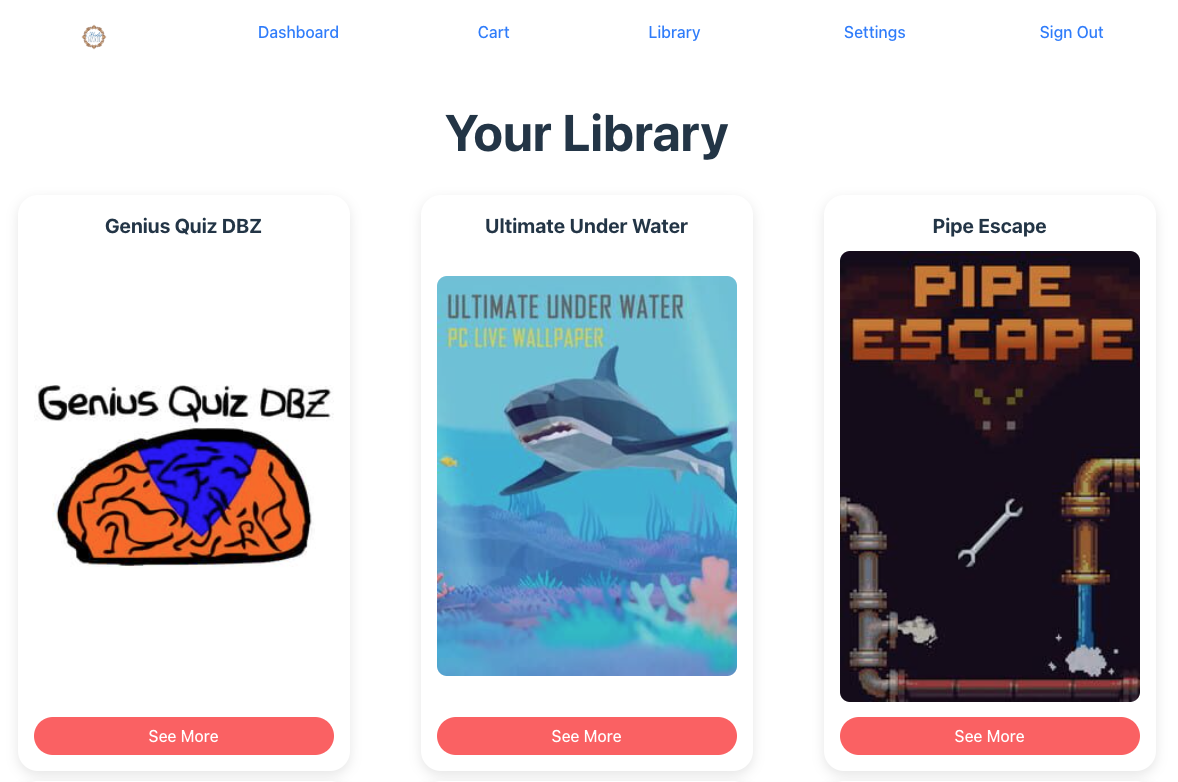 Dashboard
Cart
Library
Settings
Sign Out
Your Library
Genius Quiz DBZ
Ultimate Under Water
Pipe Escape
Genius Quiz DBZ
ULTIMATE UNDER WATER
PC LIVE WALLPAPER
PIPE
ESCAPE
See More
See More
See More